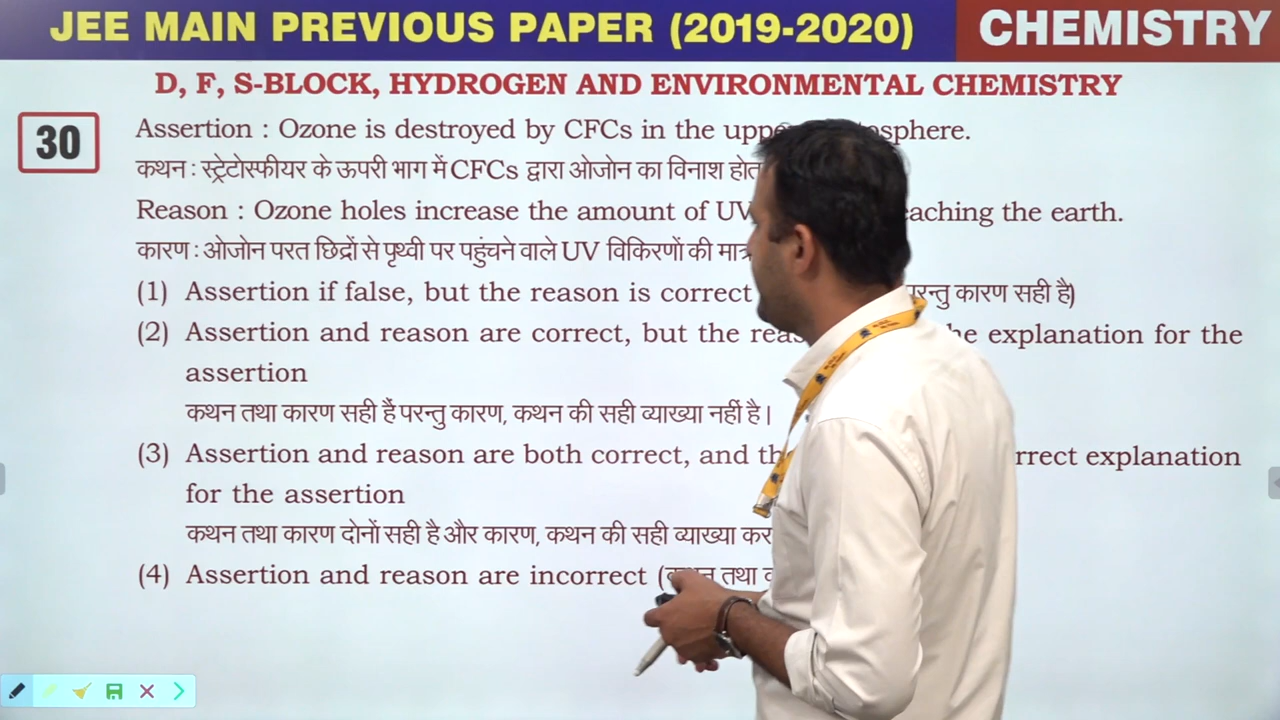 JEE MAIN PREVIOUS PAPER (2019-2020) CHEMISTRY
D, F, S-BLOCK, HYDROGEN AND ENVIRONMENTAL CHEMISTRY
30
Assertion : Ozone is destroyed by CFCs in the
कथन : स्ट्रेटोस्फीयर के ऊपरी भाग में CFCs द्वारा ओजोन का विनाश
Reason : Ozone holes increase the amount of UV the earth.
कारण : ओजोन परत छिद्रों से पृथ्वी पर पहुंचने वाले UV विकिरणों की
(1) Assertion if false, but the reason is correct कारण सही है)
(2) Assertion and reason are correct, but the explanation for the
assertion
कथन तथा कारण सही हैं परन्तु कारण, कथन की सही व्याख्या नहीं है।
(3) Assertion and reason are both correct, and explanation
for the assertion
कथन तथा कारण दोनों सही है और कारण, कथन की सही व्याख्या
(4) Assertion and reason are incorrect तथा